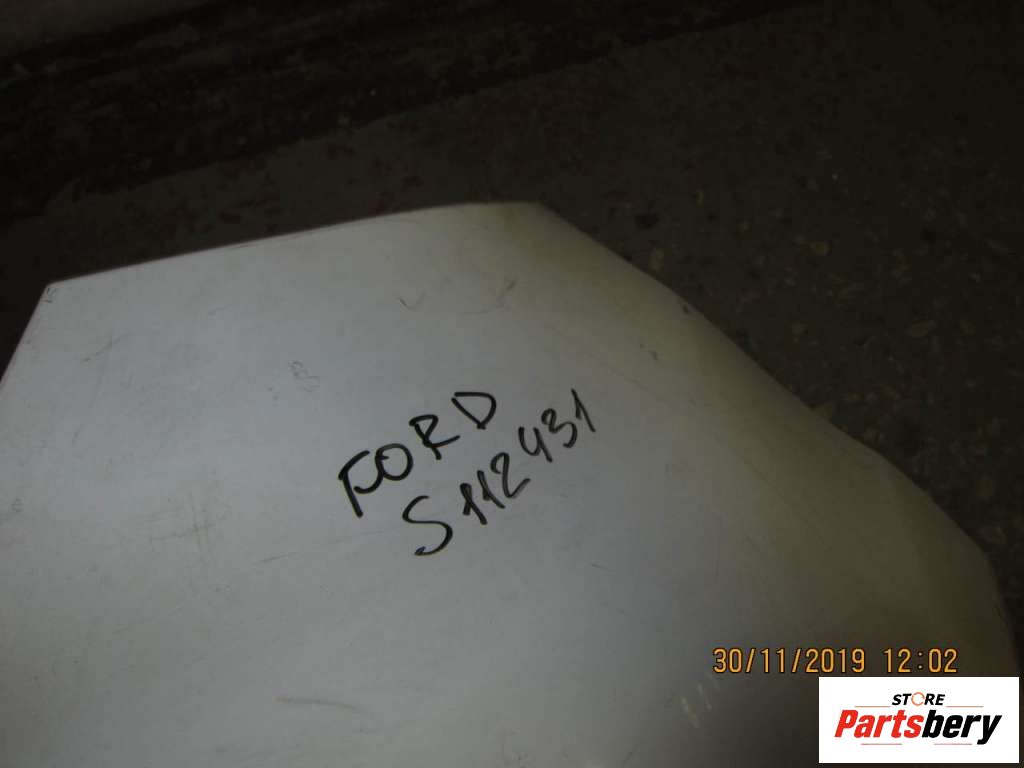 FORD
S112431
30/11/2019 12:02
STORE
Partsbery